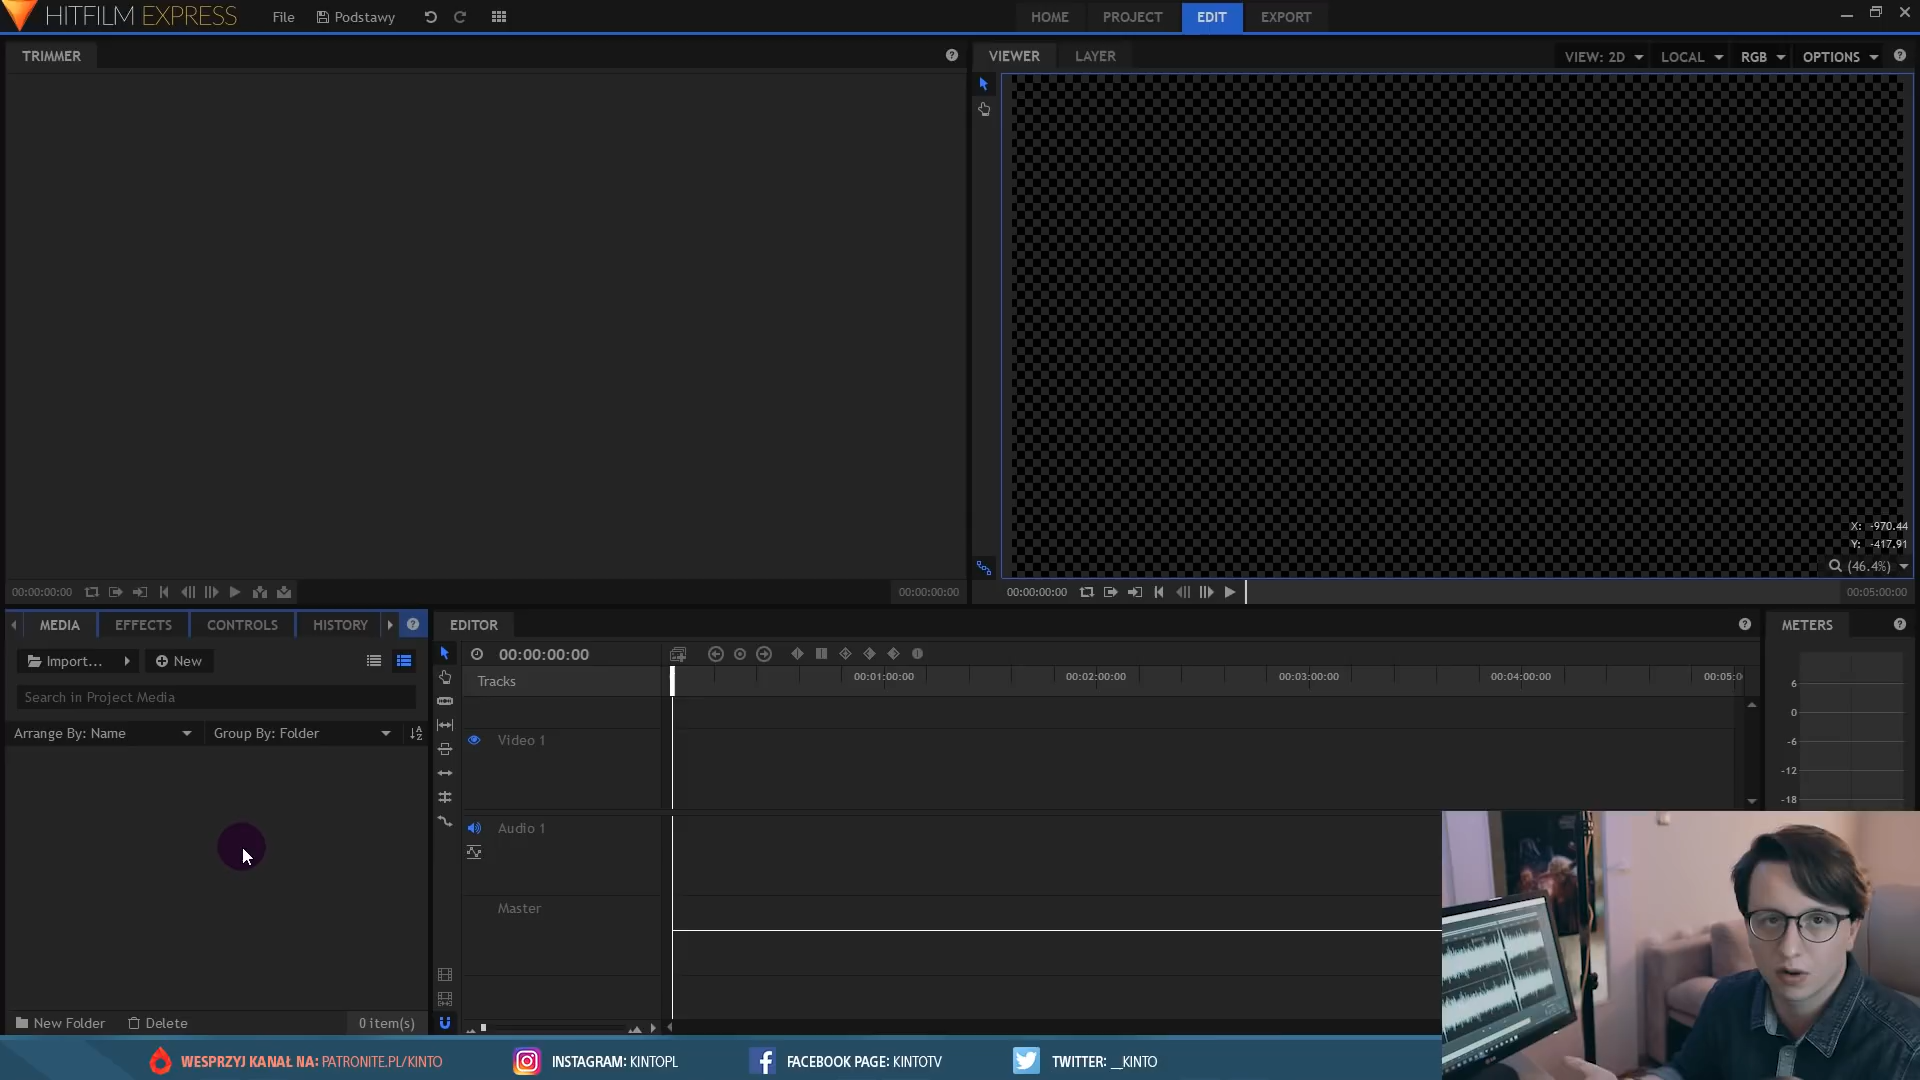 HITFILM EXPRESS
File
Podstawy
HOME
PROJECT
EDIT
EXPORT
TRIMMER
VIEWER
LAYER
VIEW: 2D
LOCAL
RGB
OPTIONS
X: -970.44
Y: -417.91
(46.4%)
00:00:00:00
00:00:00:00
00:00:00:00
00:05:00:00
MEDIA
EFFECTS
CONTROLS
HISTORY
EDITOR
METERS
Import...
New
00:00:00:00
Search in Project Media
Tracks
00:01:00:00
00:02:00:00
00:03:00:00
00:04:00:00
00:05:0
Arrange By: Name
Group By: Folder
Video 1
Audio 1
Master
6
0
-6
-12
-18
New Folder
Delete
0 item(s)
WESPRZYJ KANAŁ NA: PATRONITE.PL/KINTO
INSTAGRAM: KINTOPL
FACEBOOK PAGE: KINTOTV
TWITTER: __KINTO